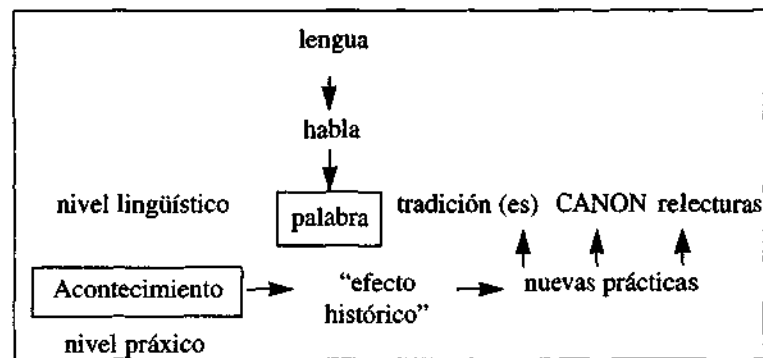 lengua
habla
nivel lingüístico palabra tradición (es) CANON relecturas
Acontecimiento “efecto histórico” nuevas prácticas
nivel práxico